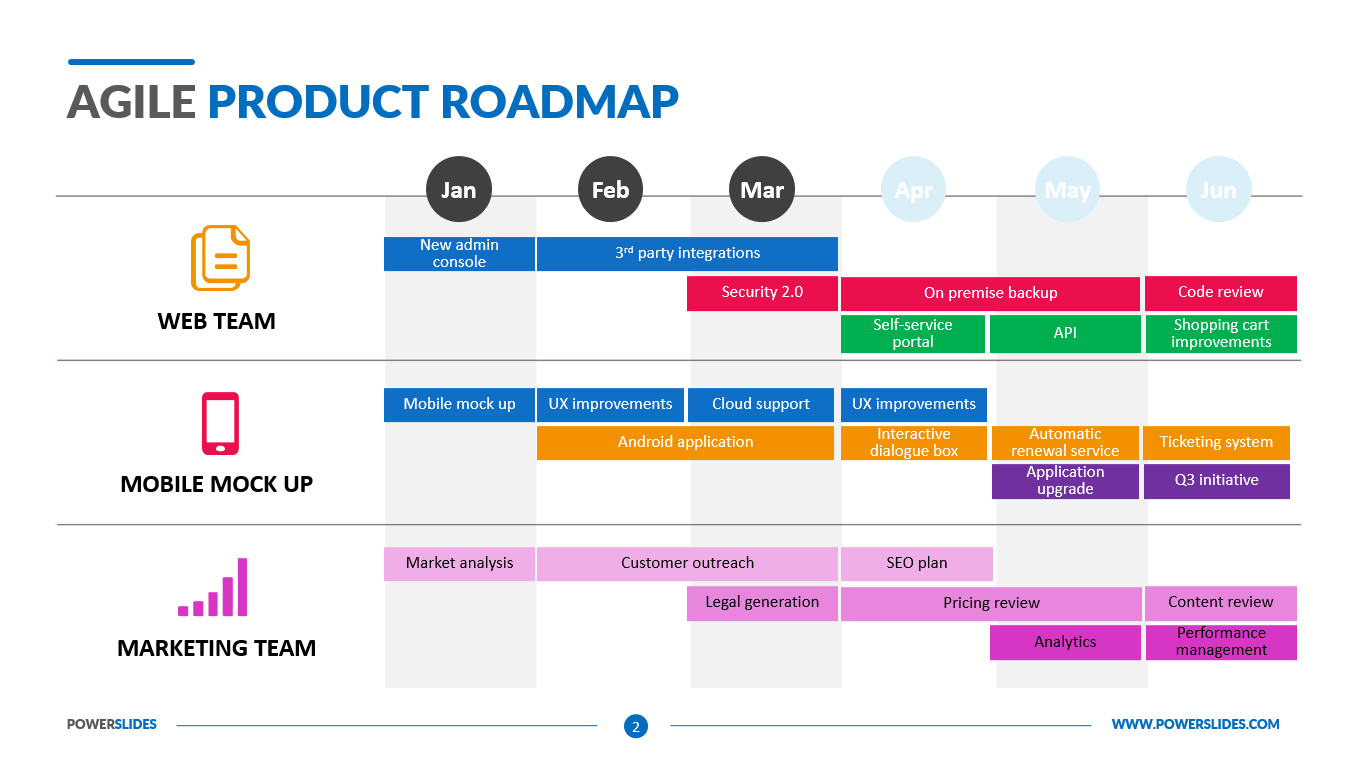 AGILE PRODUCT ROADMAP
Jan Feb Mar Apr May Jun
WEB TEAM
New admin
console
3rd party integrations
Security 2.0
On premise backup
Code review
Self-service
portal
API
Shopping cart
improvements
MOBILE MOCK UP
Mobile mock up
UX improvements
Cloud support
UX improvements
Android application
Interactive
dialogue box
Automatic
renewal service
Ticketing system
Application
upgrade
Q3 initiative
MARKETING TEAM
Market analysis
Customer outreach
SEO plan
Legal generation
Pricing review
Content review
Analytics
Performance
management
POWERSLIDES
2
WWW.POWERSLIDES.COM